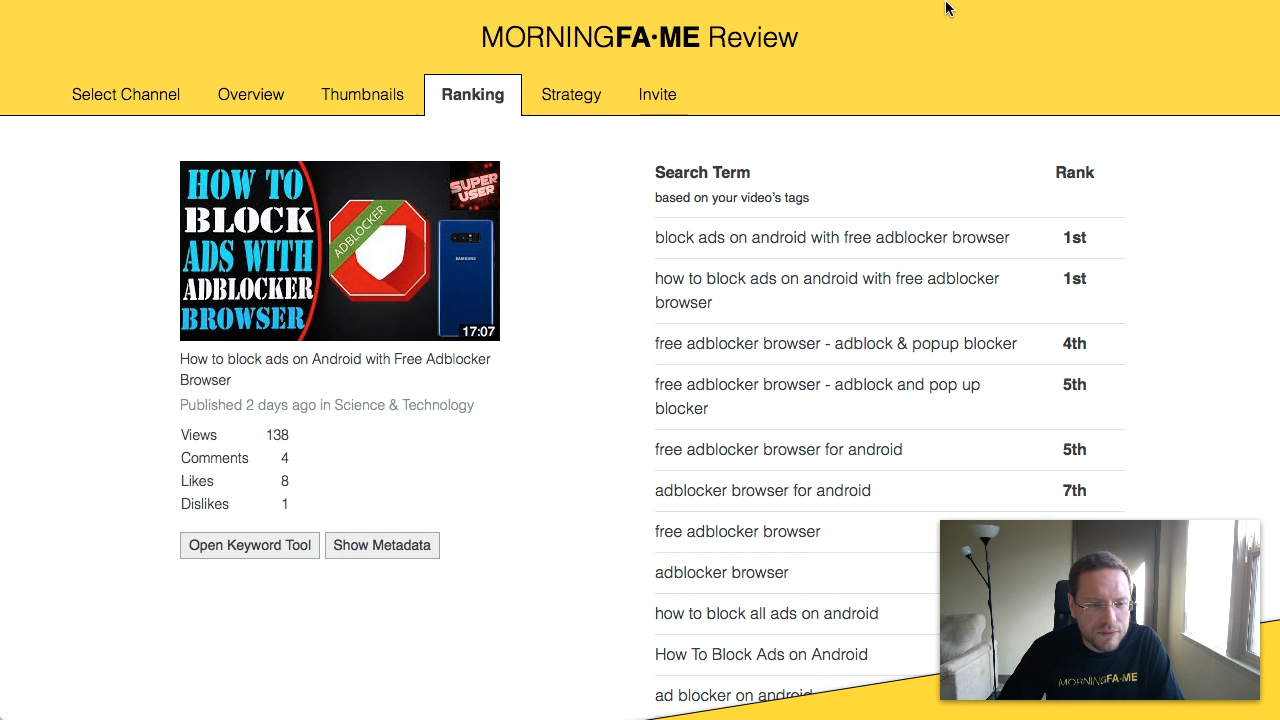 MORNINGFA·ME Review
Select Channel
Overview
Thumbnails
Ranking
Strategy
Invite
HOW TO
BLOCK
ADS WITH
ADBLOCKER
BROWSER
ADBLOCKER
SUPER
USER
SAMSUNG
17:07
How to block ads on Android with Free Adblocker
Browser
Published 2 days ago in Science & Technology
Views 138
Comments 4
Likes 8
Dislikes 1
Open Keyword Tool
Show Metadata
Search Term Rank
based on your video's tags
block ads on android with free adblocker browser 1st
how to block ads on android with free adblocker 1st
browser
free adblocker browser - adblock & popup blocker 4th
free adblocker browser - adblock and pop up 5th
blocker
free adblocker browser for android 5th
adblocker browser for android 7th
free adblocker browser
adblocker browser
how to block all ads on android
How To Block Ads on Android
ad blocker on android
MORNINGFA·ME